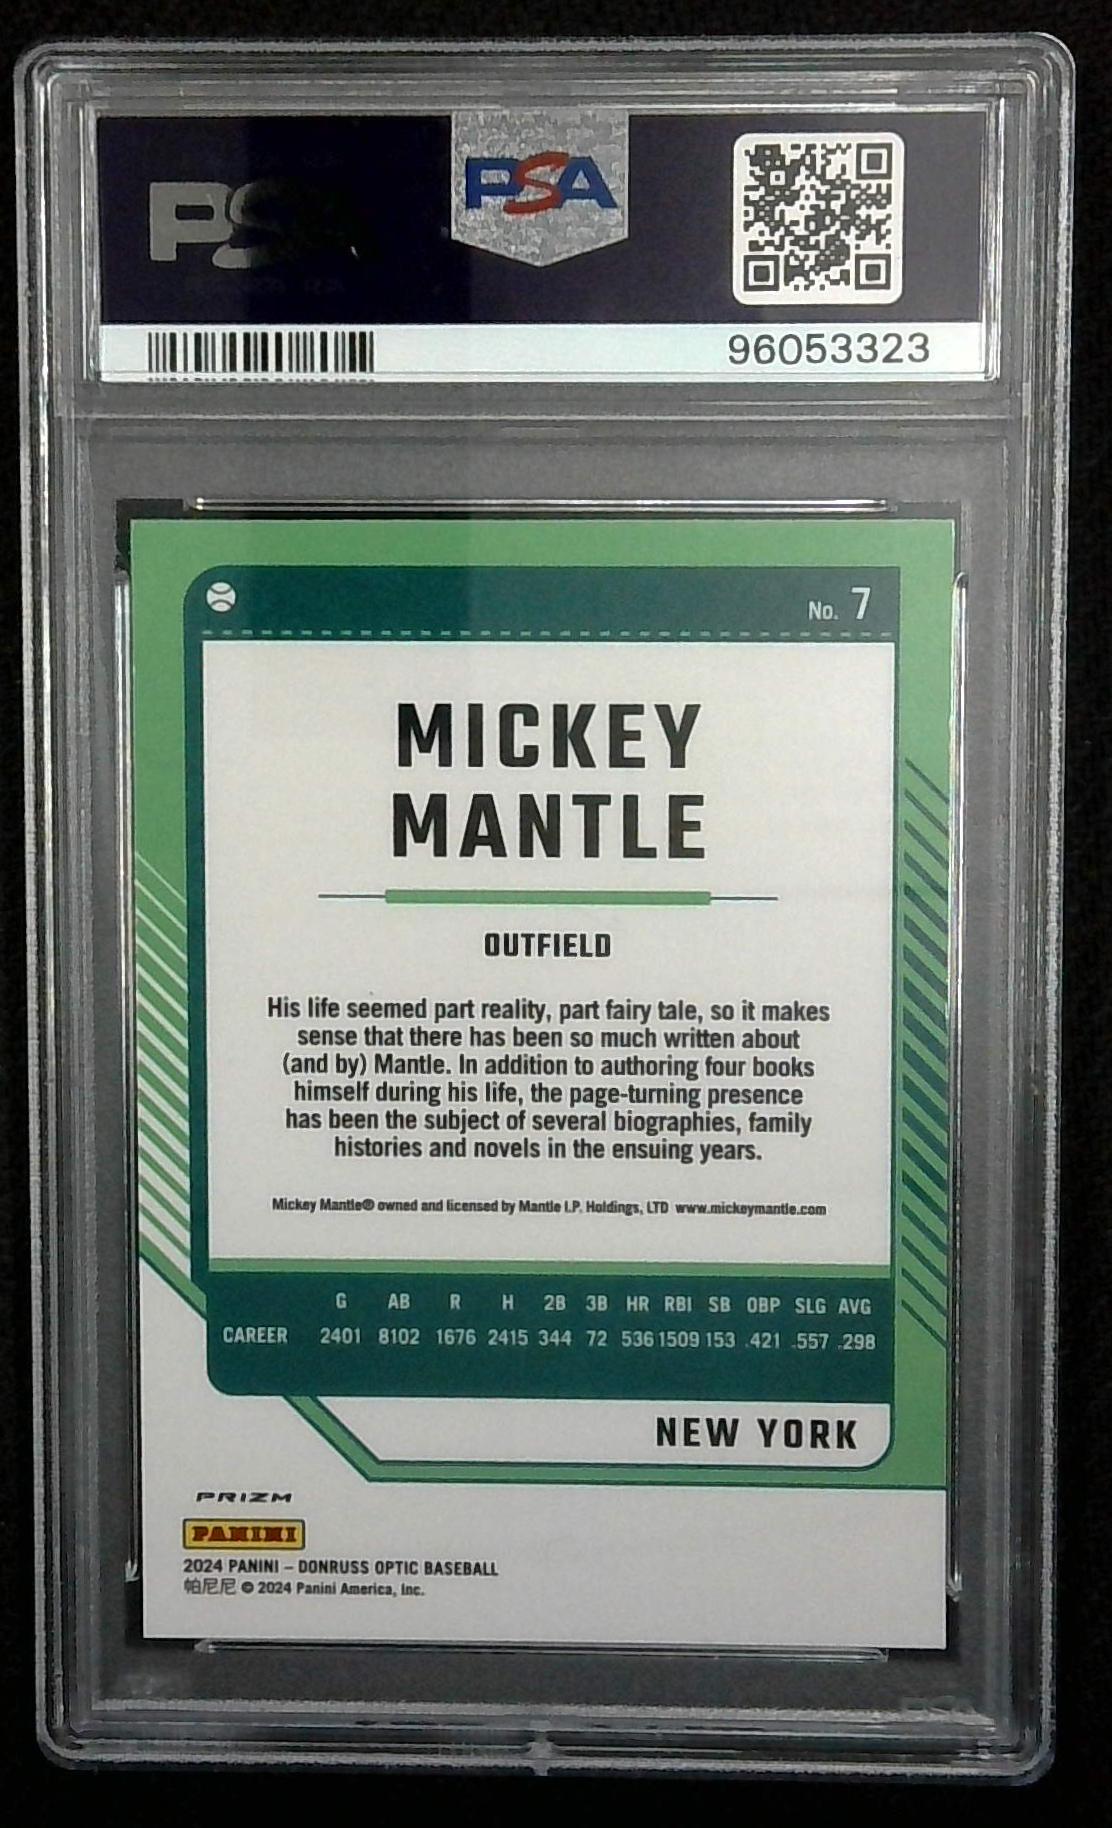 PSA
PSA
96053323
No. 7
MICKEY
MANTLE
OUTFIELD
His life seemed part reality, part fairy tale, so it makes
sense that there has been so much written about
(and by) Mantle. In addition to authoring four books
himself during his life, the page-turning presence
has been the subject of several biographies, family
histories and novels in the ensuing years.
Mickey Mantle® owned and licensed by Mantle I.P. Holdings, LTD www.mickeymantle.com
G AB R H 2B 3B HR RBI SB OBP SLG AVG
CAREER 2401 8102 1676 2415 344 72 536 1509 153 .421 .557 .298
NEW YORK
PRIZM
PANINI
2024 PANINI – DONRUSS OPTIC BASEBALL
帕尼尼 © 2024 Panini America, Inc.